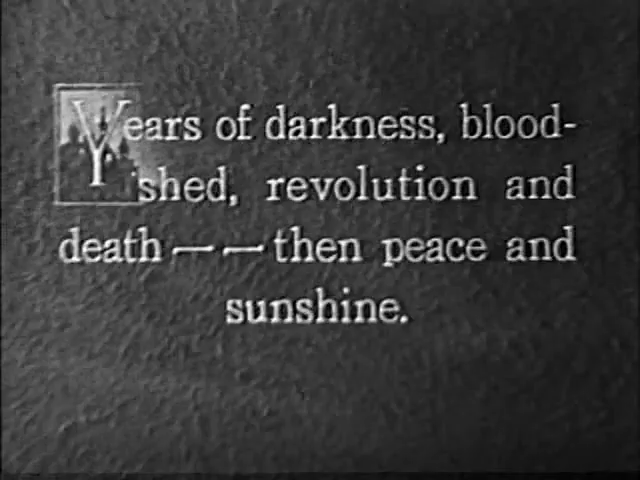 Years of darkness, blood-
shed, revolution and
death — — then peace and
sunshine.